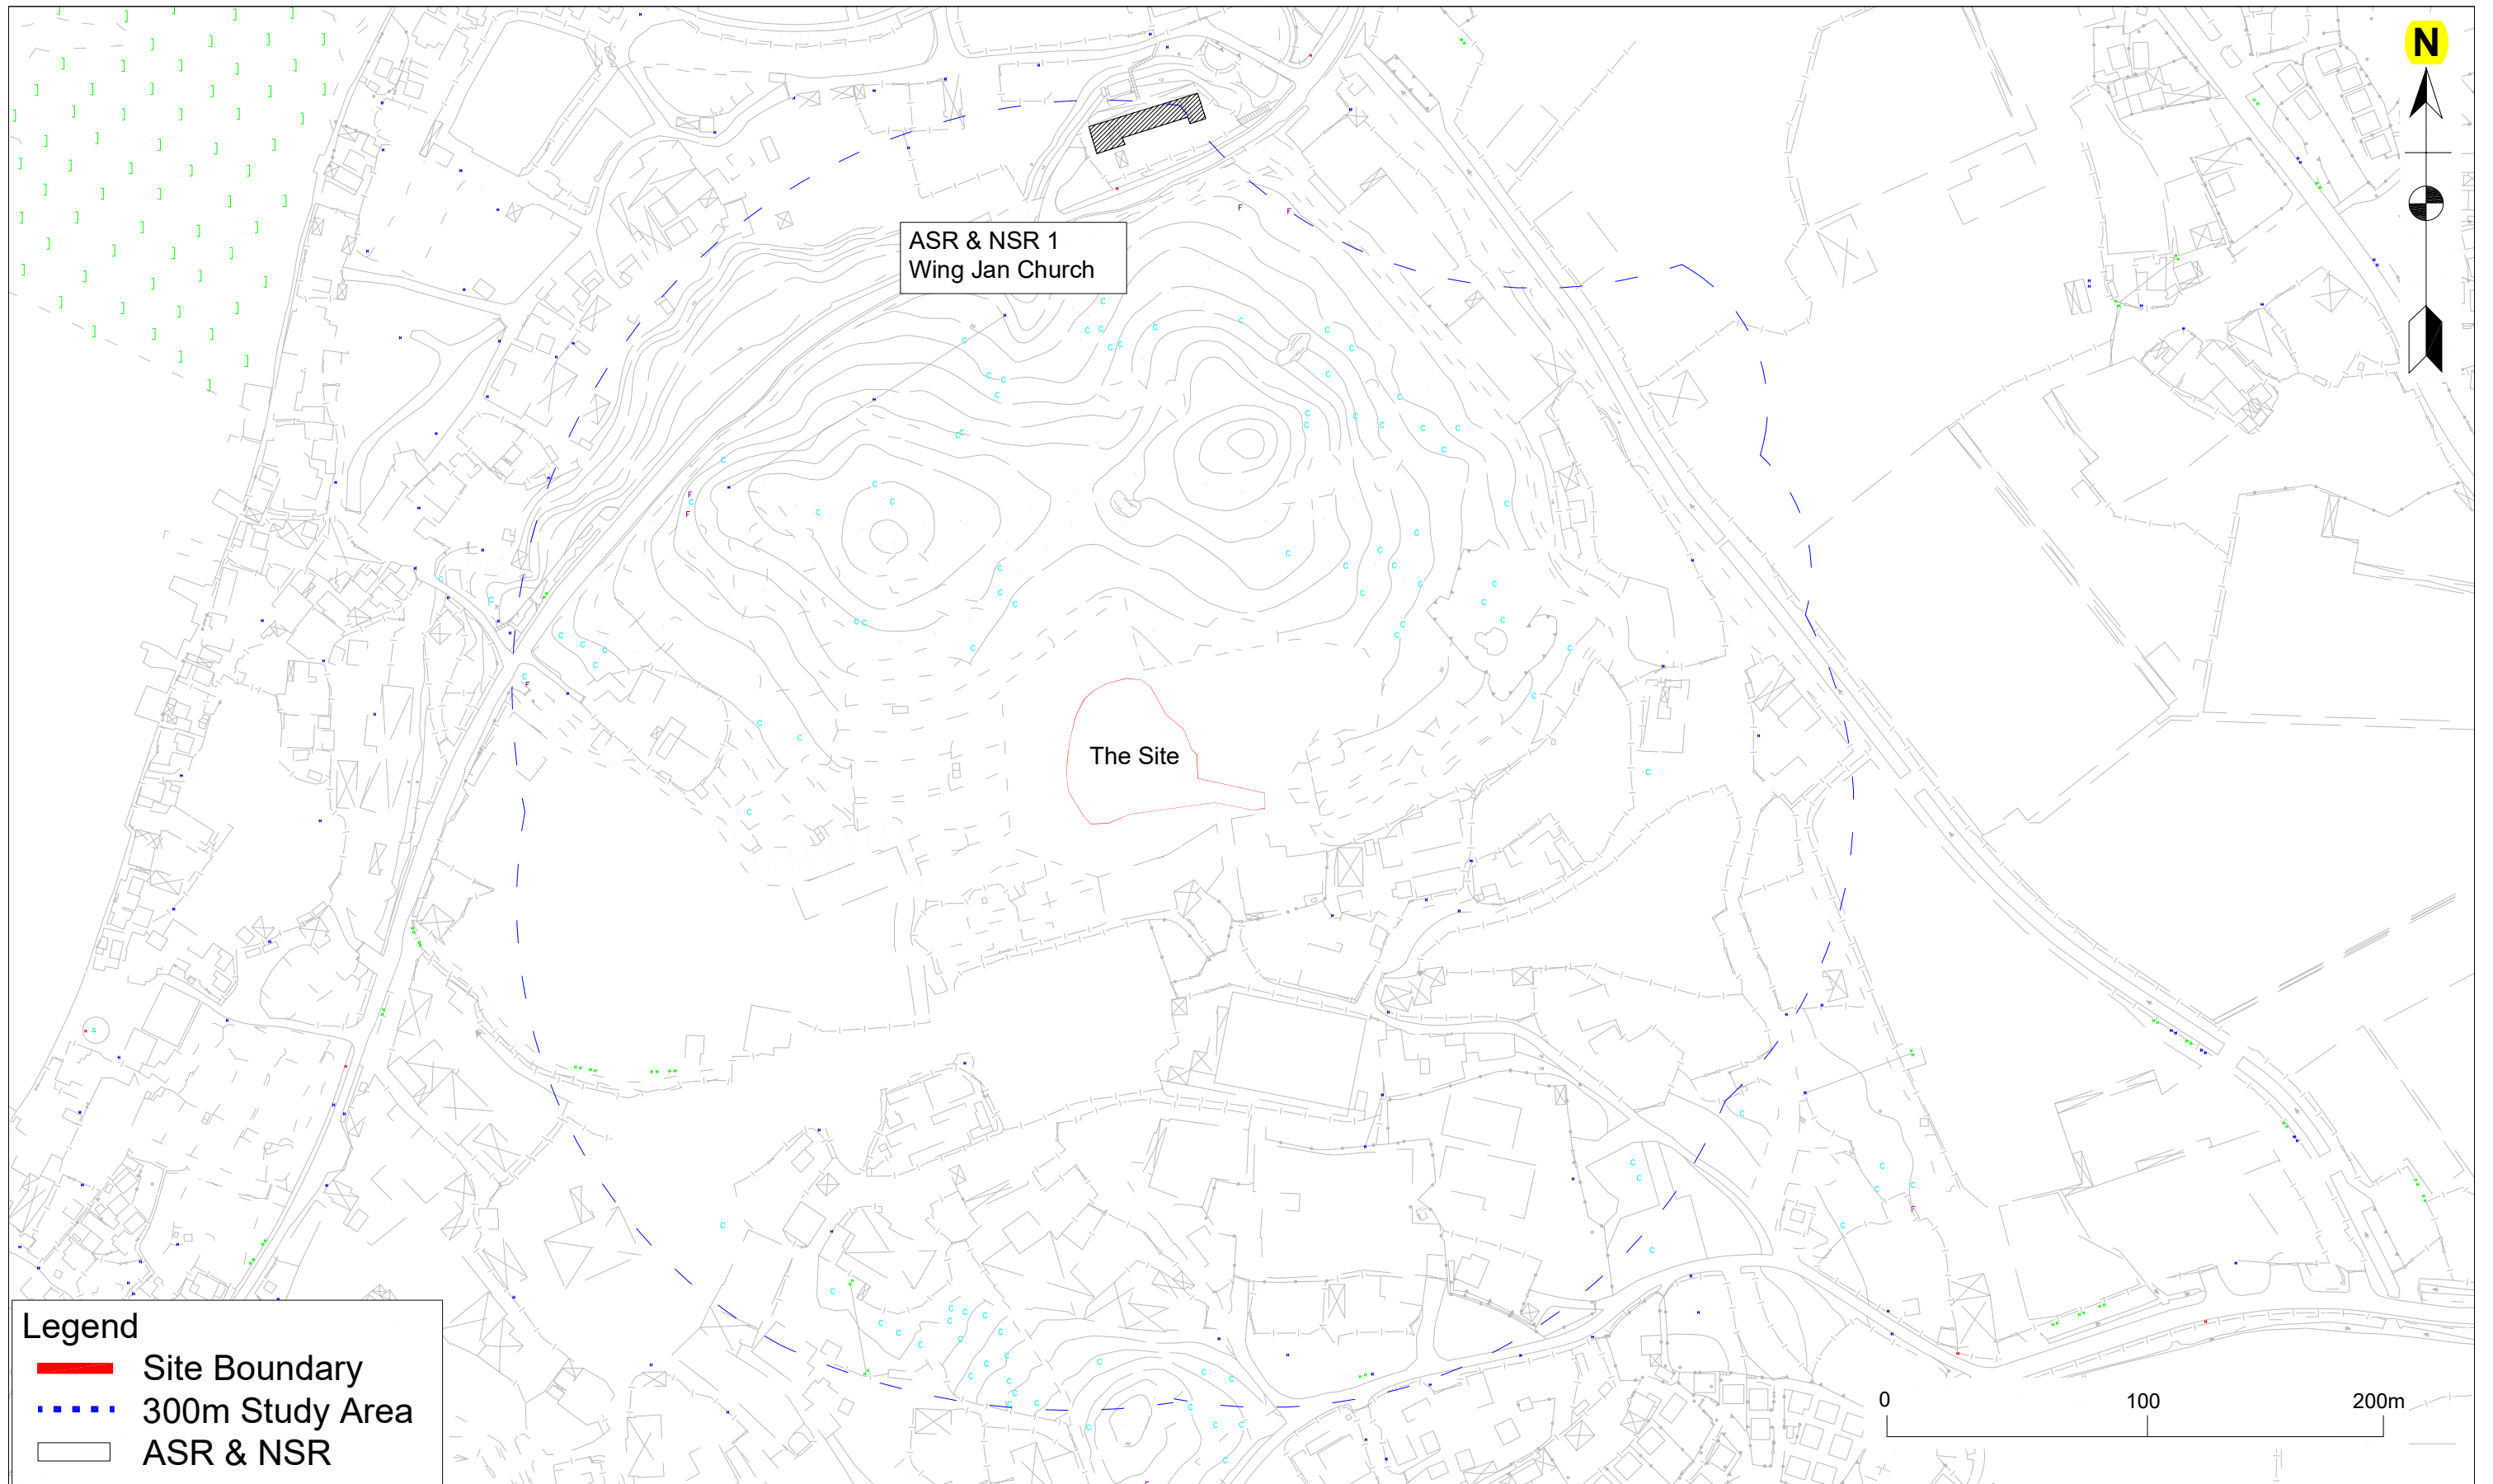 N
ASR & NSR 1
Wing Jan Church
The Site
Legend
Site Boundary
300m Study Area
ASR & NSR
0 100 200m